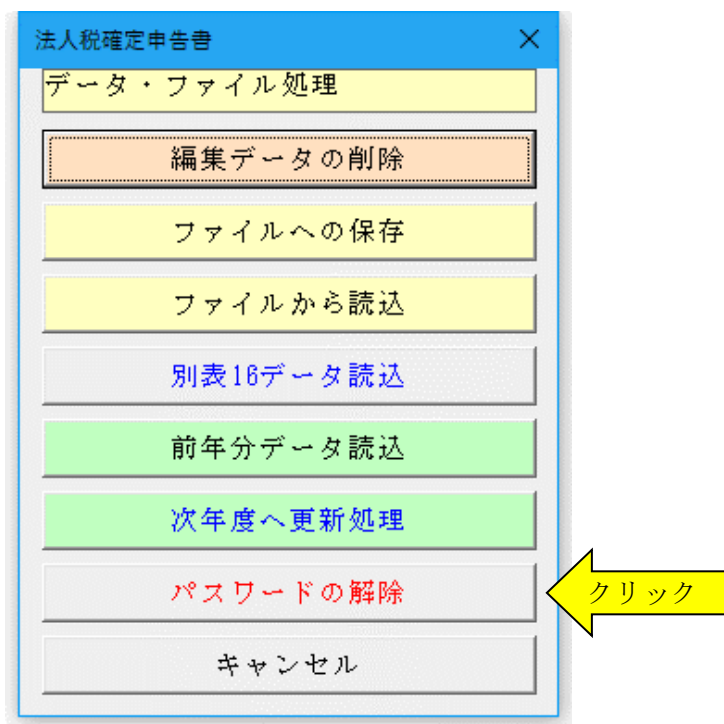 法人税確定申告書
データ・ファイル処理
編集データの削除
ファイルへの保存
ファイルから読込
別表16データ読込
前年分データ読込
次年度へ更新処理
パスワードの解除
クリック
キャンセル